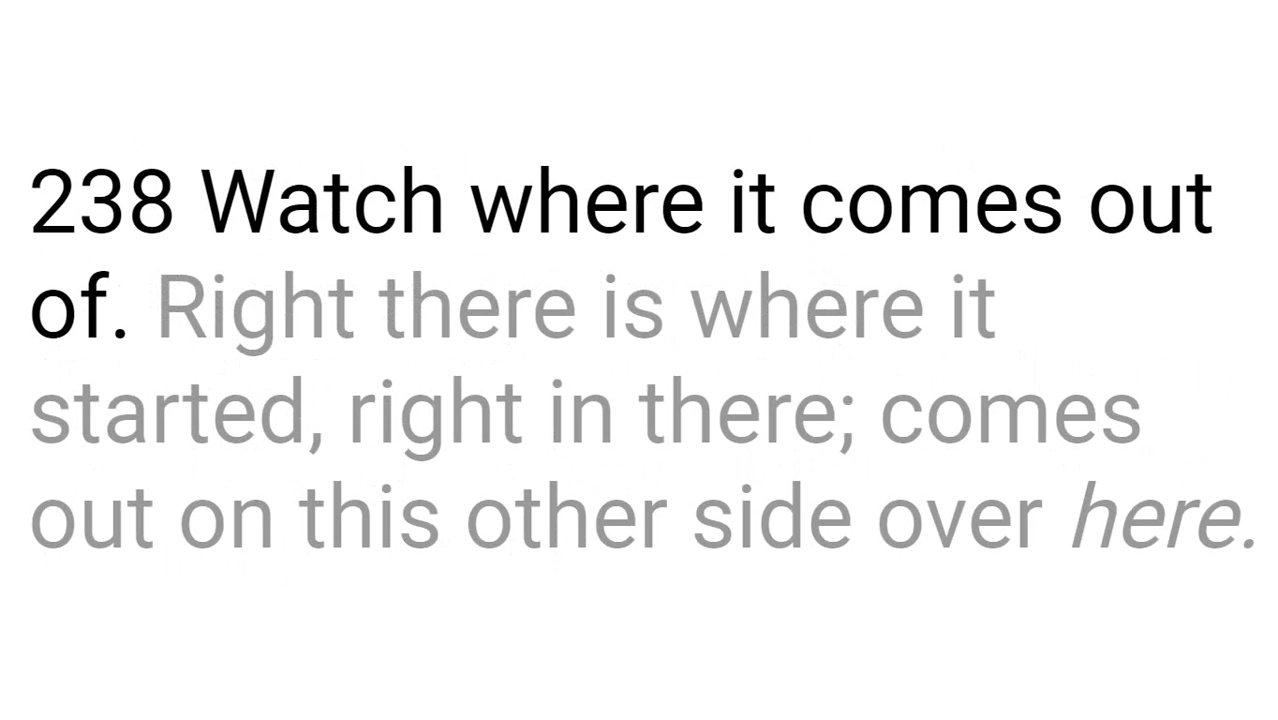 238 Watch where it comes out
of. Right there is where it
started, right in there; comes
out on this other side over here.